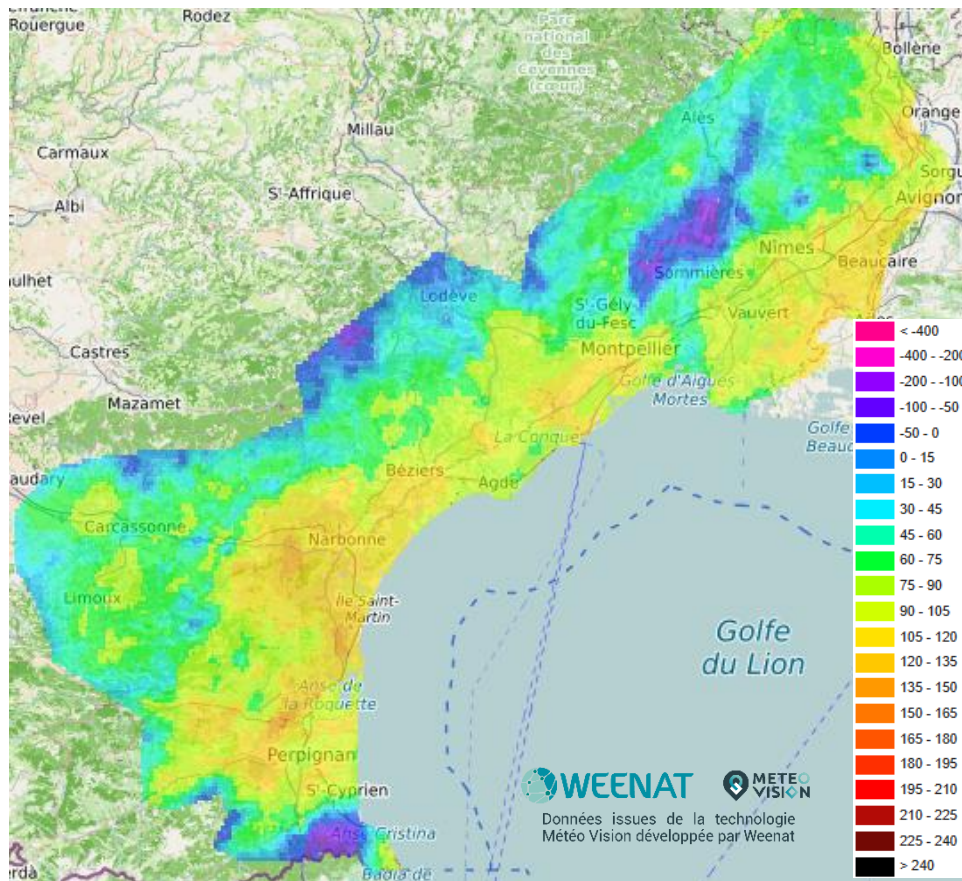 Rouergue
Rodez
Parc
national
des
Cévennes
(cœur)
Bollène
Orange
Alès
Millau
Carmaux
St-Affrique
Albi
Sorgu
Avignon
Nîmes
Beaucaire
ulhet
Lodève
Sommières
St-Gély-
du-Fesc
Vauvert
Montpellier
Castres
Golfe d'Aigues
Mortes
Mazamet
Revel
La Conque
Golfe
Beauc
Béziers
Agde
audary
Carcassonne
Narbonne
Limoux
Île Saint-
Martin
Golfe
du Lion
Anse de
la Roquette
Perpignan
St-Cyprien
Anse Cristina
Badia de
erdà
WEENAT
METEO
VISION
Données issues de la technologie
Météo Vision développée par Weenat
< -400
-400 - -200
-200 - -100
-100 - -50
-50 - 0
0 - 15
15 - 30
30 - 45
45 - 60
60 - 75
75 - 90
90 - 105
105 - 120
120 - 135
135 - 150
150 - 165
165 - 180
180 - 195
195 - 210
210 - 225
225 - 240
> 240